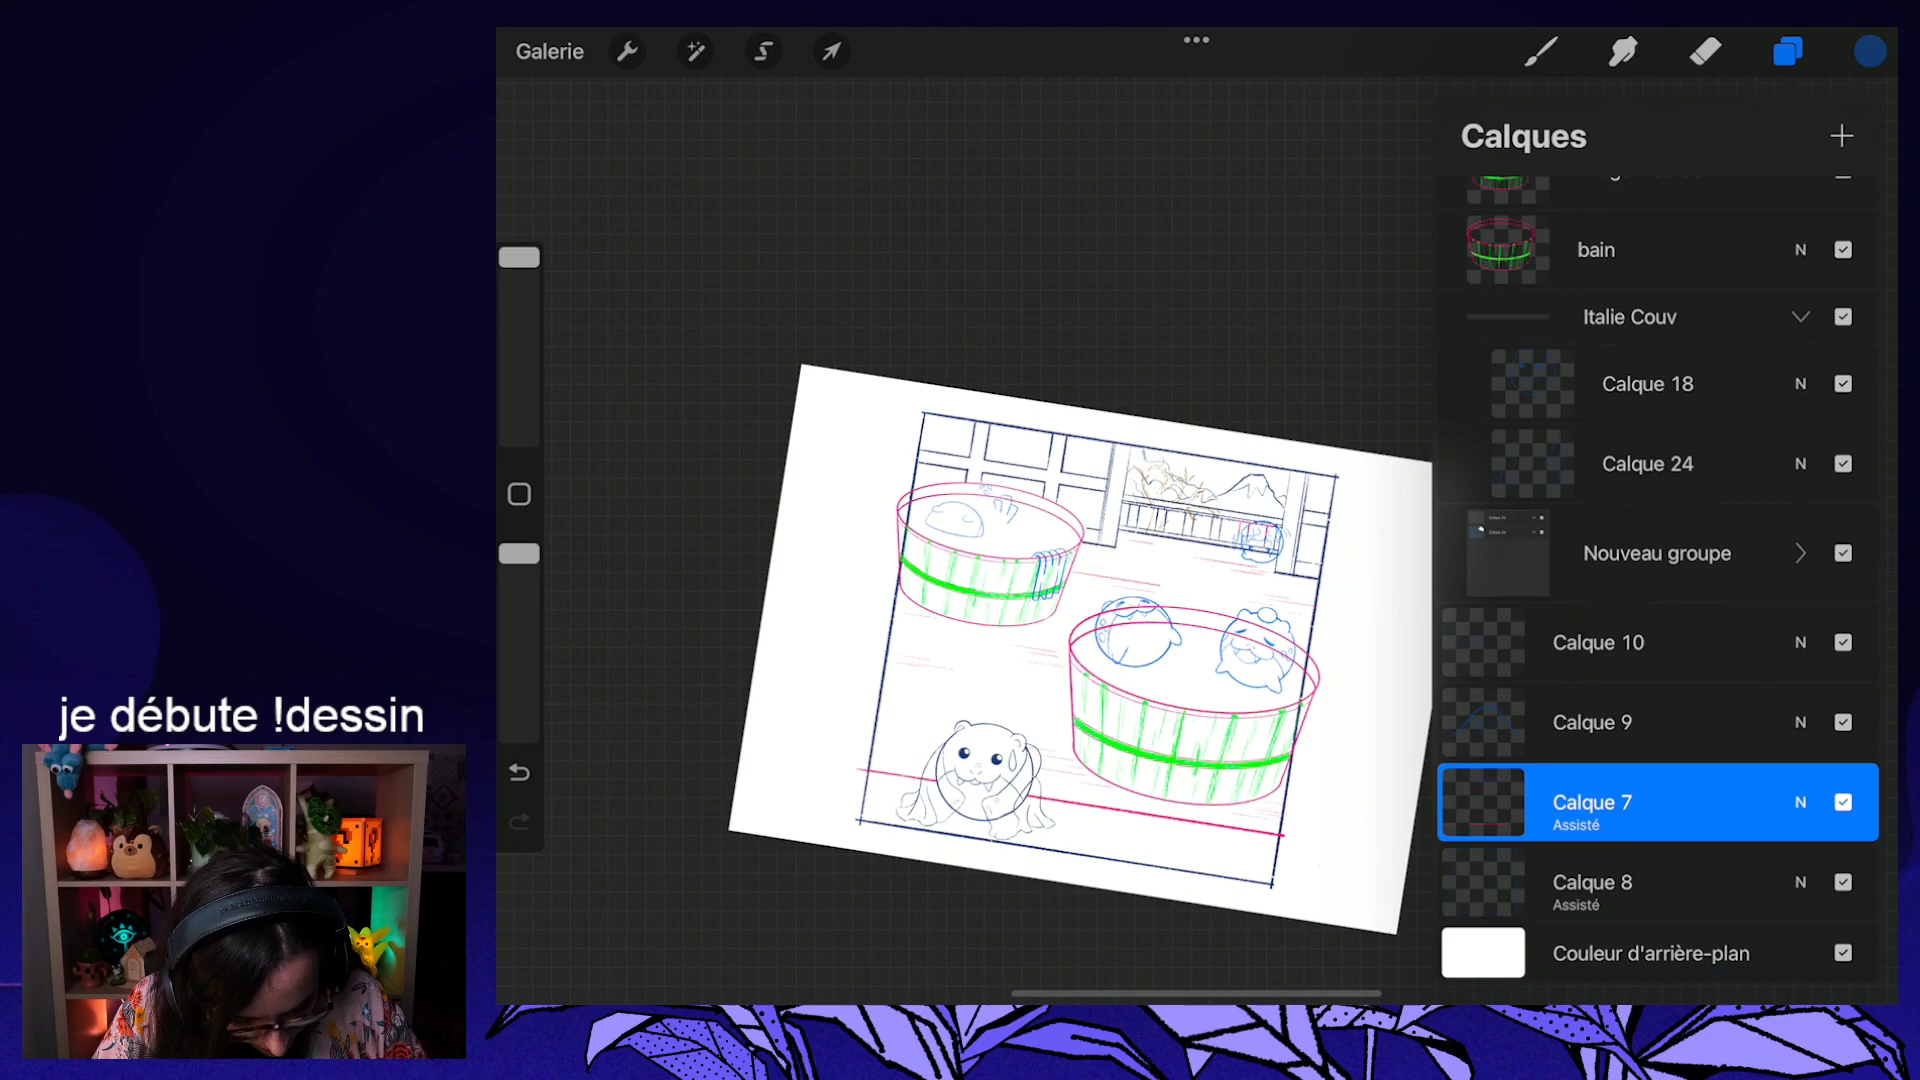 Galerie
Calques
bain
N
Italie Couv
Calque 18
N
Calque 24
N
Nouveau groupe
Calque 10
N
Calque 9
N
Calque 7
N
Assisté
Calque 8
N
Assisté
Couleur d'arrière-plan
je débute !dessin